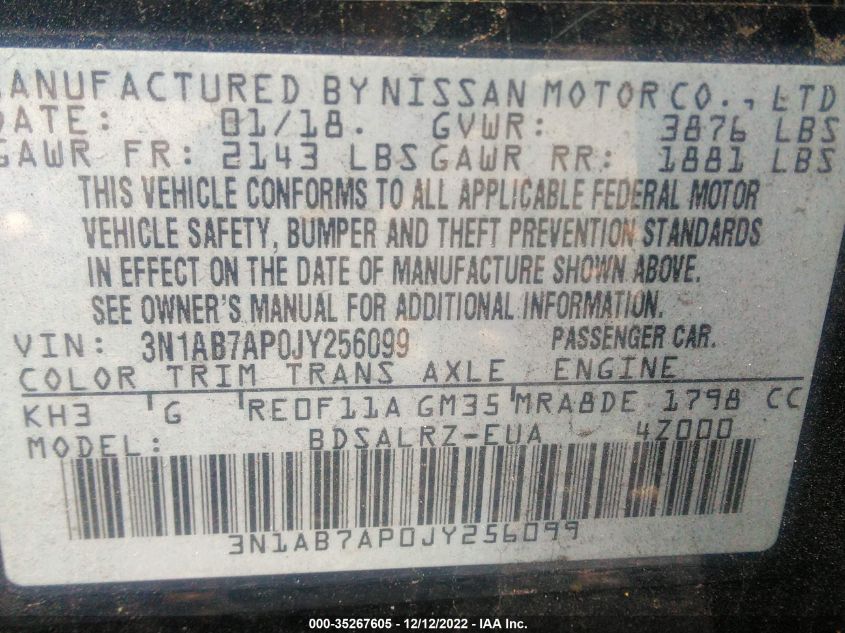 MANUFACTURED BY NISSAN MOTOR CO., LTD
DATE: 01/18. GVWR: 3876 LBS
GAWR FR: 2143 LBS GAWR RR: 1881 LBS
THIS VEHICLE CONFORMS TO ALL APPLICABLE FEDERAL MOTOR
VEHICLE SAFETY, BUMPER AND THEFT PREVENTION STANDARDS
IN EFFECT ON THE DATE OF MANUFACTURE SHOWN ABOVE.
SEE OWNER'S MANUAL FOR ADDITIONAL INFORMATION.
VIN: 3N1AB7AP0JY256099 PASSENGER CAR.
COLOR TRIM TRANS AXLE ENGINE
KH3 'G 'RE0F11A GM35 'MRA8DE 1798 CC
MODEL: BDSALRZ-EUA 4Z000
3N1AB7AP0JY256099
000-35267605 - 12/12/2022 - IAA Inc.